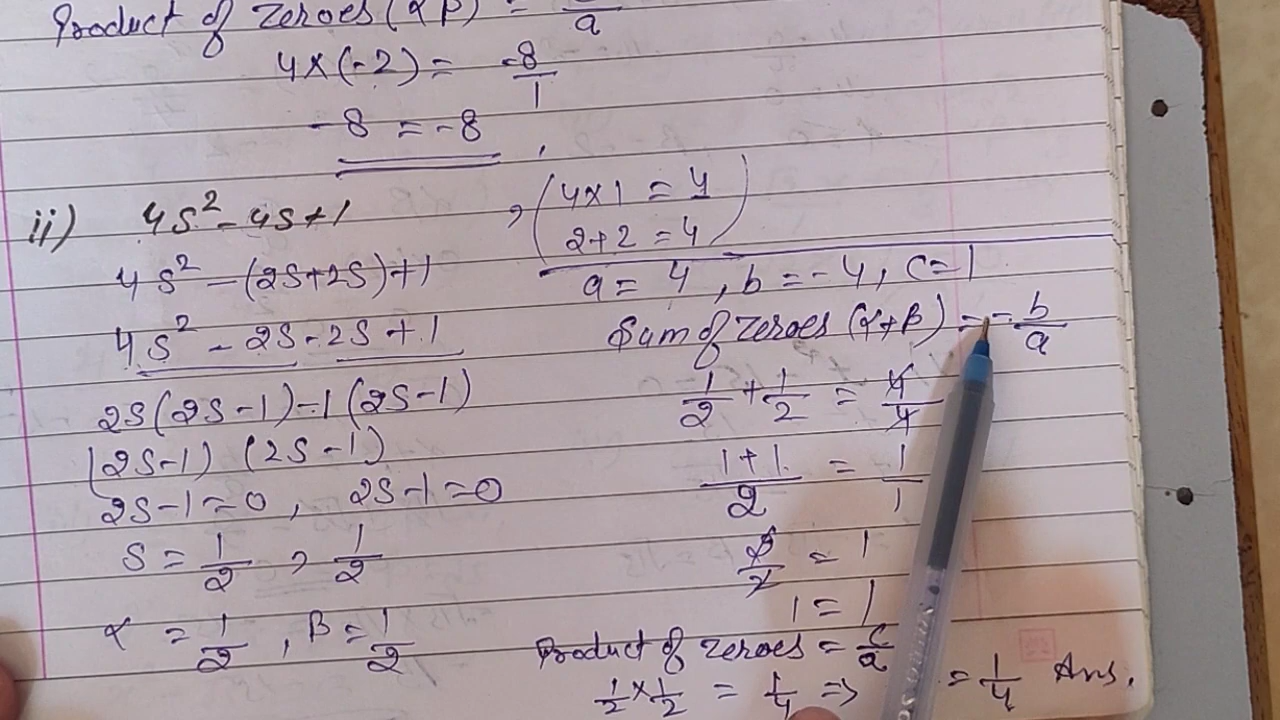 Product of zeroes (αβ) = c/a
4×(-2) = -8/1
-8 = -8
ii) 4s² - 4s+1 , (4×1 = 4
2+2 = 4)
4s² - (2s+2s)+1
4s² - 2s - 2s + 1
2s(2s-1) -1(2s-1)
(2s-1) (2s-1)
2s-1=0, 2s-1=0
s = 1/2 , 1/2
α = 1/2 , β = 1/2
a = 4, b = -4, c = 1
Sum of zeroes (α+β) = -b/a
1/2 + 1/2 = 4/4
1+1/2 = 1/1
2/2 = 1
1 = 1
Product of zeroes = c/a
1/2 × 1/2 = 1/4 ⇒ = 1/4 Ans.